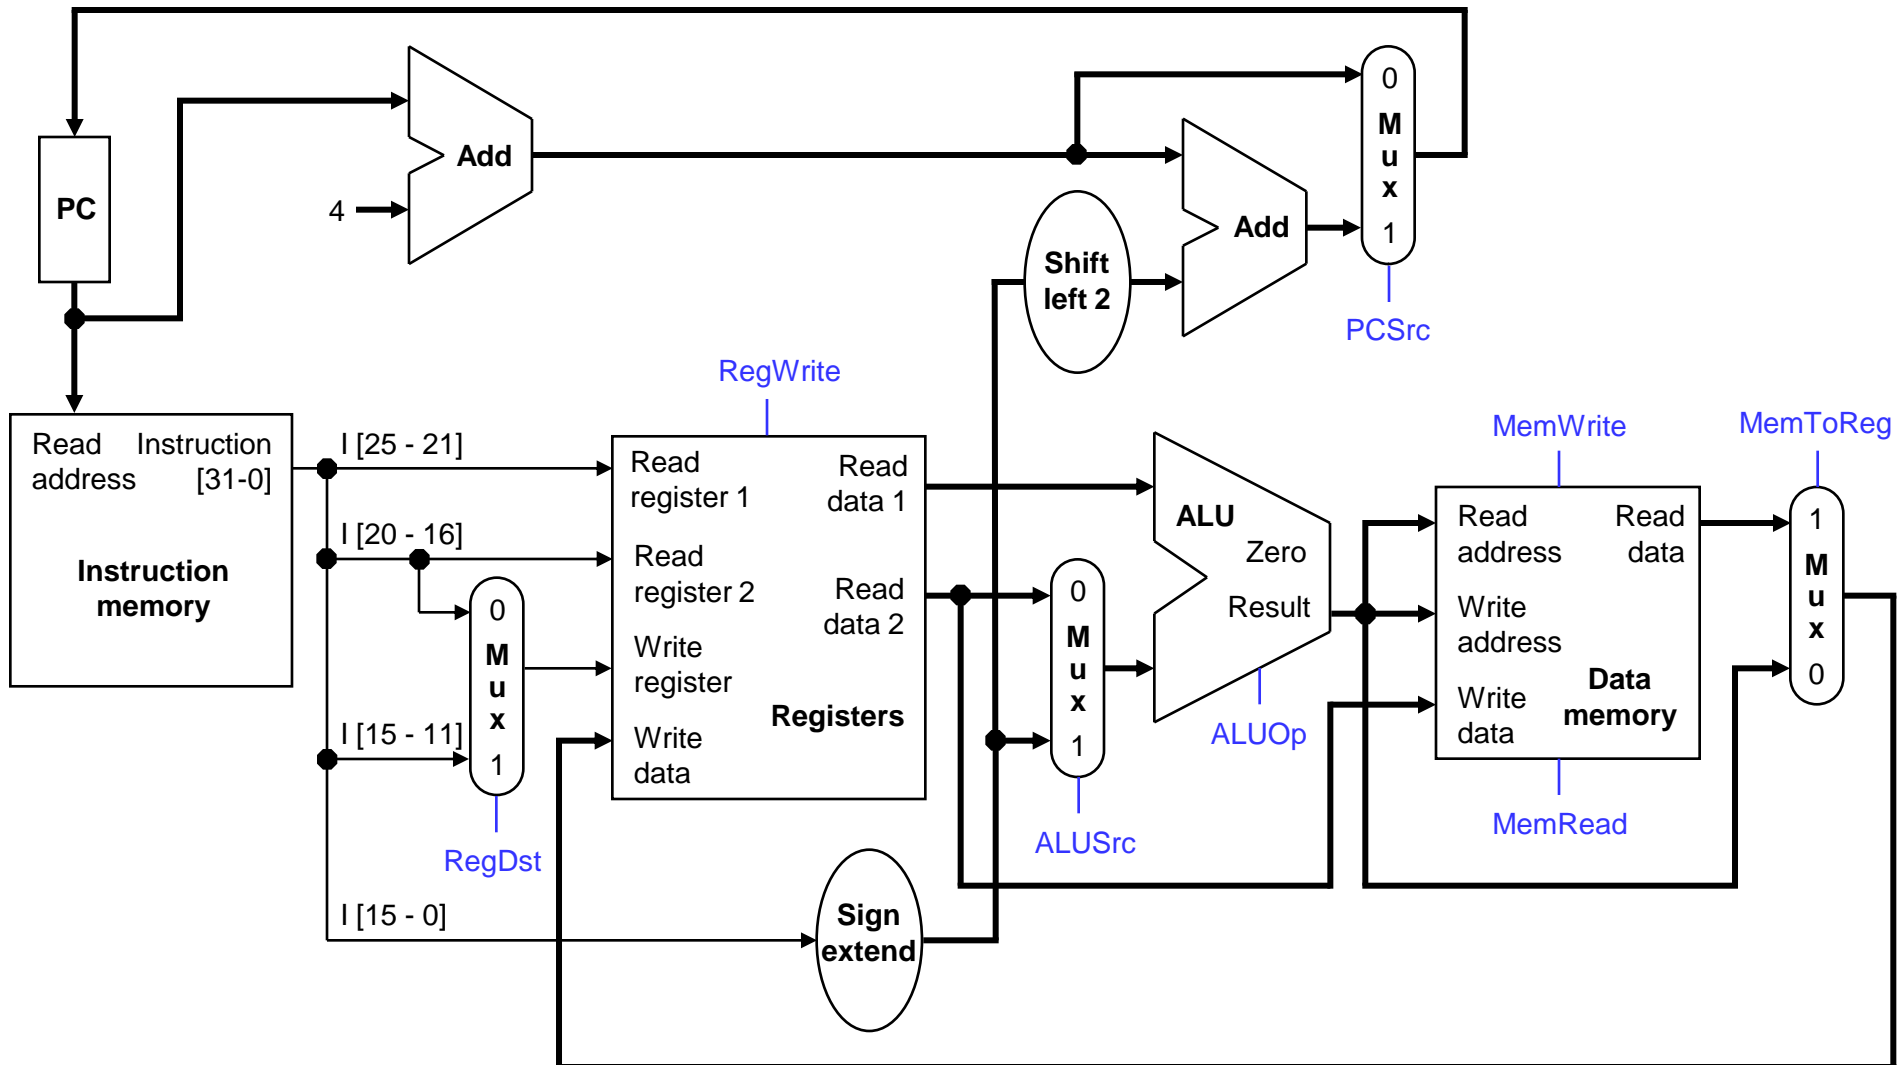 0
M
u
x
1
Add
PC
4
Add
Shift
left 2
PCSrc
RegWrite
MemWrite
MemToReg
Read Instruction
address [31-0]
Instruction
memory
I [25 - 21]
I [20 - 16]
I [15 - 11]
I [15 - 0]
0
M
u
x
1
RegDst
Read
register 1
Read
data 1
Read
register 2
Read
data 2
Write
register
Registers
Write
data
Sign
extend
0
M
u
x
1
ALUSrc
ALU
Zero
Result
ALUOp
Read
address
Read
data
Write
address
Data
memory
Write
data
MemRead
1
M
u
x
0